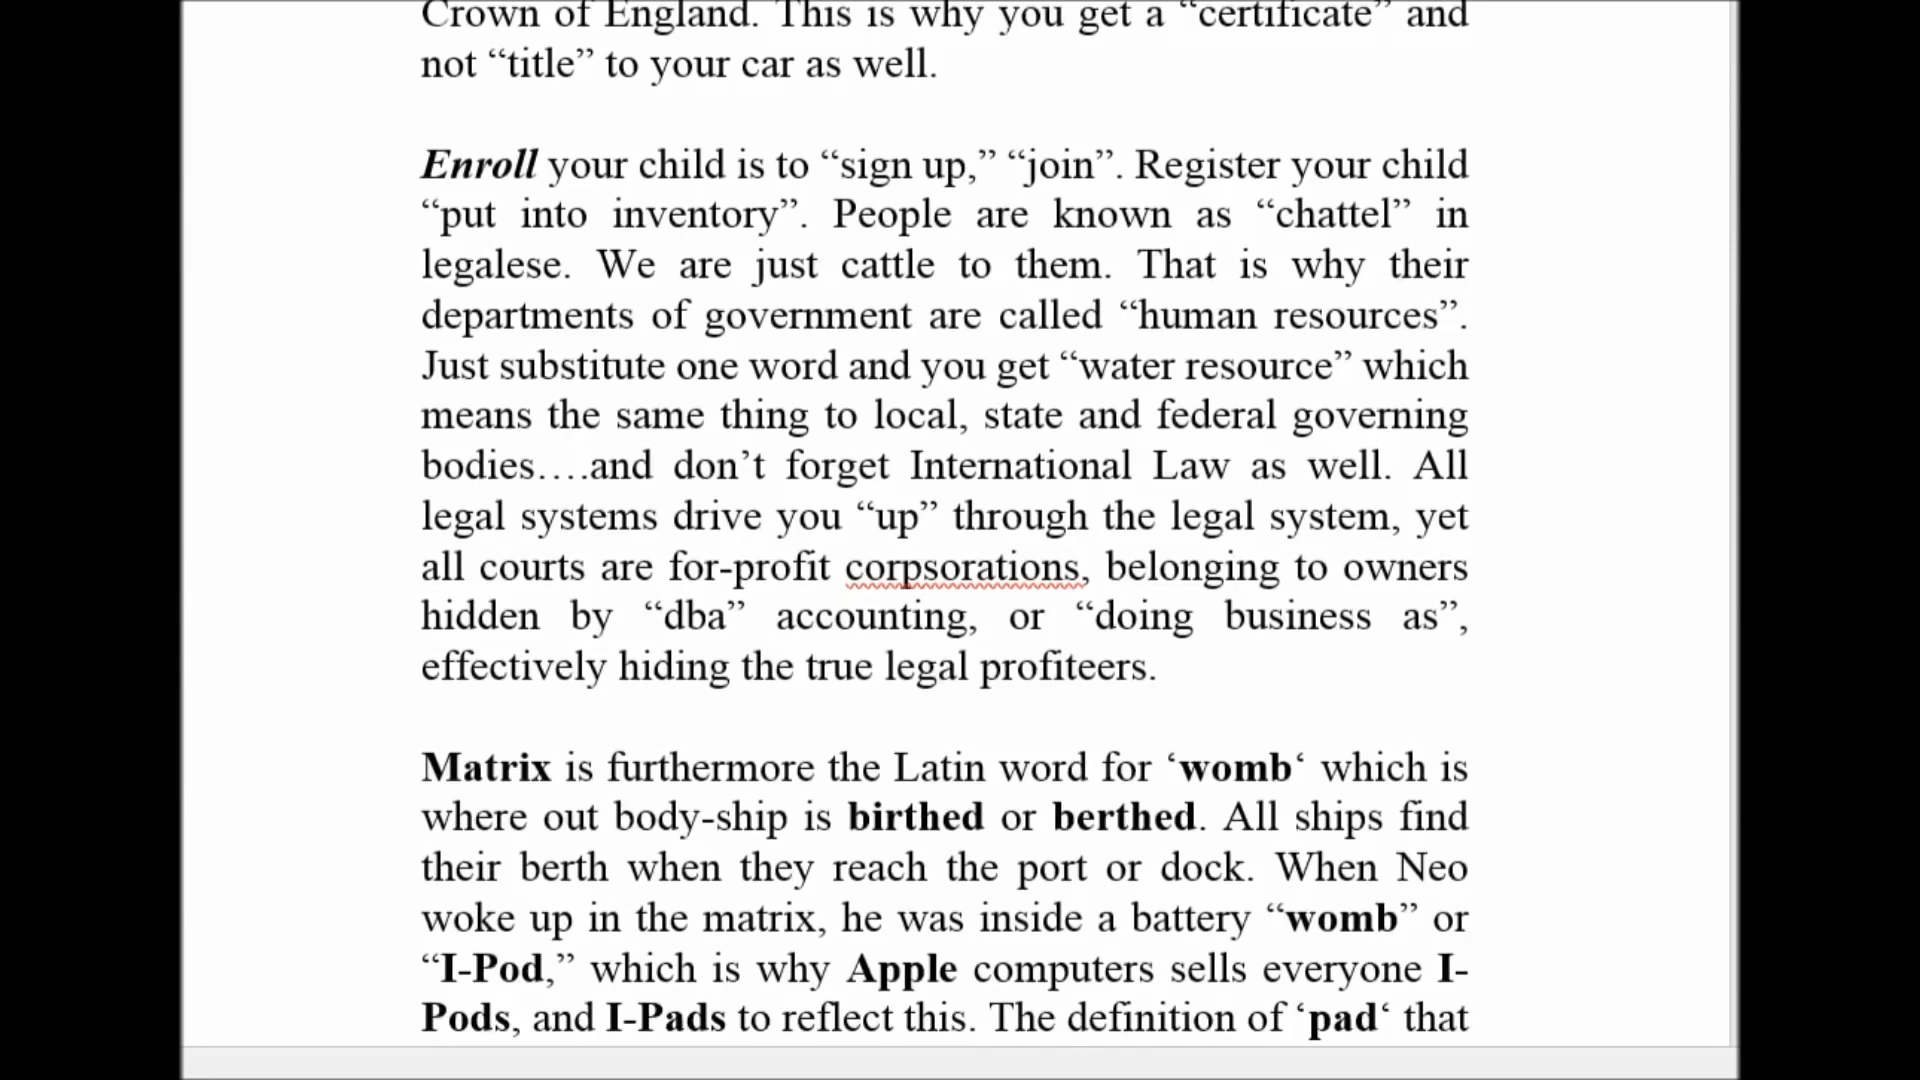 Crown of England. This is why you get a “certificate” and
not “title” to your car as well.
Enroll your child is to “sign up,” “join”. Register your child
“put into inventory”. People are known as “chattel” in
legalese. We are just cattle to them. That is why their
departments of government are called “human resources”.
Just substitute one word and you get “water resource” which
means the same thing to local, state and federal governing
bodies….and don’t forget International Law as well. All
legal systems drive you “up” through the legal system, yet
all courts are for-profit corpsorations, belonging to owners
hidden by “dba” accounting, or “doing business as”,
effectively hiding the true legal profiteers.
Matrix is furthermore the Latin word for ‘womb‘ which is
where out body-ship is birthed or berthed. All ships find
their berth when they reach the port or dock. When Neo
woke up in the matrix, he was inside a battery “womb” or
“I-Pod,” which is why Apple computers sells everyone I-
Pods, and I-Pads to reflect this. The definition of ‘pad‘ that